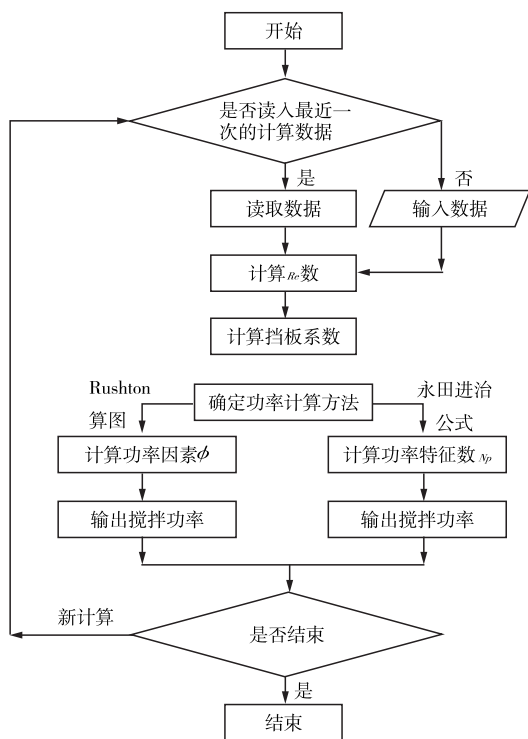 开始
是否读入最近一
次的计算数据
是
否
读取数据
输入数据
计算Re数
计算挡板系数
Rushton
算图
确定功率计算方法
永田进治
公式
计算功率因素ϕ
计算功率特征数Np
输出搅拌功率
输出搅拌功率
新计算
是否结束
是
结束